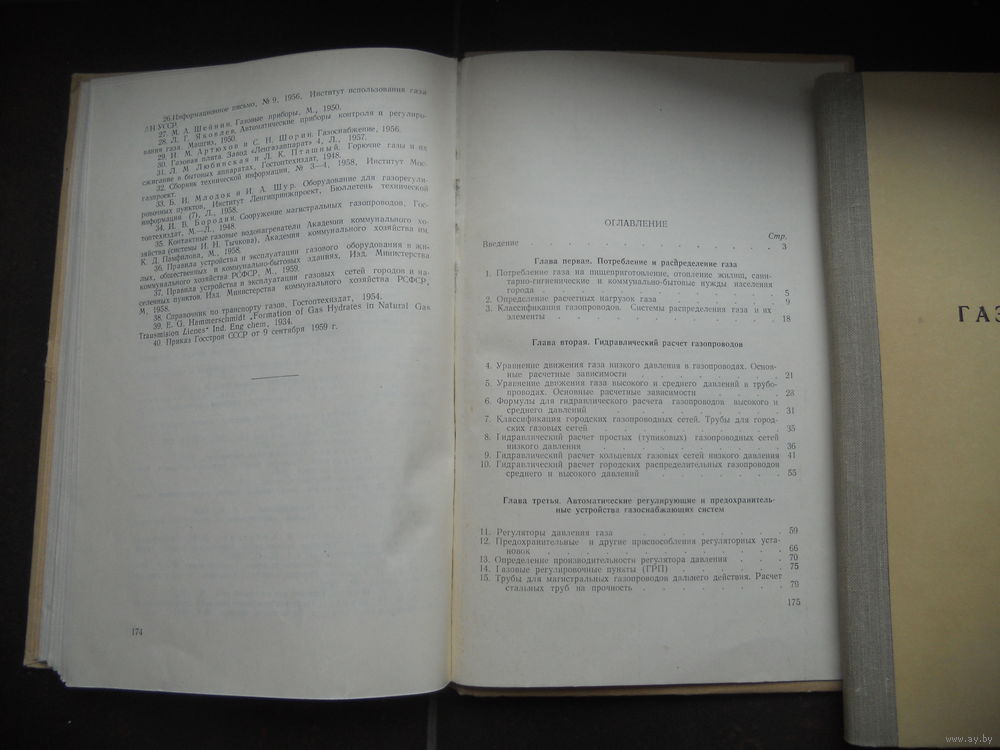 26.Информационное письмо, № 9, 1956, Институт использования газа
АН УССР.
27. М. А. Шейнин. Газовые приборы, М., 1950.
28. Л. Г. Яковлев. Автоматические приборы контроля и регулиро-
вания газа. Машгиз, 1950.
29. И. М. Артюхов и С. Н. Шорин. Газоснабжение, 1956.
30. Газовая плита. Завод «Ленгазаппарат» 4, Л., 1957.
31. Л. М Любинская и Л. К. Пташный. Горючие газы и их
сжигание в бытовых аппаратах, Гостоптехиздат, 1948.
32. Сборник технической информации, № 3—4, 1958, Институт Мос-
газпроект.
33. Б. И. Млодок и И. А. Шур. Оборудование для газорегули-
ровочных пунктов, Институт Ленгипринжпроект, Бюллетень технической
информации (7), Л., 1958.
34. И. В. Бородин. Сооружение магистральных газопроводов, Гос-
топтехиздат, М.—Л., 1948.
35. Контактные газовые водонагреватели Академии коммунального хо-
зяйства (системы И. Н. Тычкова), Академия коммунального хозяйства им.
К. Д. Памфилова, М., 1958.
36. Правила устройства и эксплуатации газового оборудования в жи-
лых, общественных и коммунально-бытовых зданиях, Изд. Министерства
коммунального хозяйства РСФСР, М., 1959.
37. Правила устройства и эксплуатации газовых сетей городов и на-
селенных пунктов. Изд. Министерства коммунального хозяйства РСФСР,
М, 1958.
38. Справочник по транспорту газов, Гостоптехиздат, 1954.
39. E. G. Hammerschmidt „Formation of Gas Hydrates in Natural Gas
Transmision Lienes“ Ind. Eng chem, 1934.
40. Приказ Госстроя СССР от 9 сентября 1959 г.
174
ОГЛАВЛЕНИЕ
Стр.
Введение . . . . . . . . . . . . . . 3
Глава первая. Потребление и распределение газа
1. Потребление газа на пищеприготовление, отопление жилищ, сани-
тарно-гигиенические и коммунально-бытовые нужды населения
города . . . . . . . . . . . . . . 5
2. Определение расчетных нагрузок газа . . . . . . 9
3. Классификация газопроводов. Системы распределения газа и их
элементы . . . . . . . . . . . . . 18
Глава вторая. Гидравлический расчет газопроводов
4. Уравнение движения газа низкого давления в газопроводах. Основ-
ные расчетные зависимости . . . . . . . . 21
5. Уравнение движения газа высокого и среднего давлений в трубо-
проводах. Основные расчетные зависимости . . . . 28
6. Формулы для гидравлического расчета газопроводов высокого и
среднего давлений . . . . . . . . . 31
7. Классификация городских газопроводных сетей. Трубы для город-
ских газовых сетей . . . . . . . . . 35
8. Гидравлический расчет простых (тупиковых) газопроводных сетей
низкого давления . . . . . . . . . 36
9. Гидравлический расчет кольцевых газовых сетей низкого давления 41
10. Гидравлический расчет городских распределительных газопроводов
среднего и высокого давлений . . . . . . . 55
Глава третья. Автоматические регулирующие и предохранитель-
ные устройства газоснабжающих систем
11. Регуляторы давления газа . . . . . . . . 59
12. Предохранительные и другие приспособления регуляторных уста-
новок . . . . . . . . . . . . 66
13. Определение производительности регулятора давления . . . 70
14. Газовые регулировочные пункты (ГРП) . . . . . 75
15. Трубы для магистральных газопроводов дальнего действия. Расчет
стальных труб на прочность . . . . . . . 79
175
ГАЗ
www.ay.by